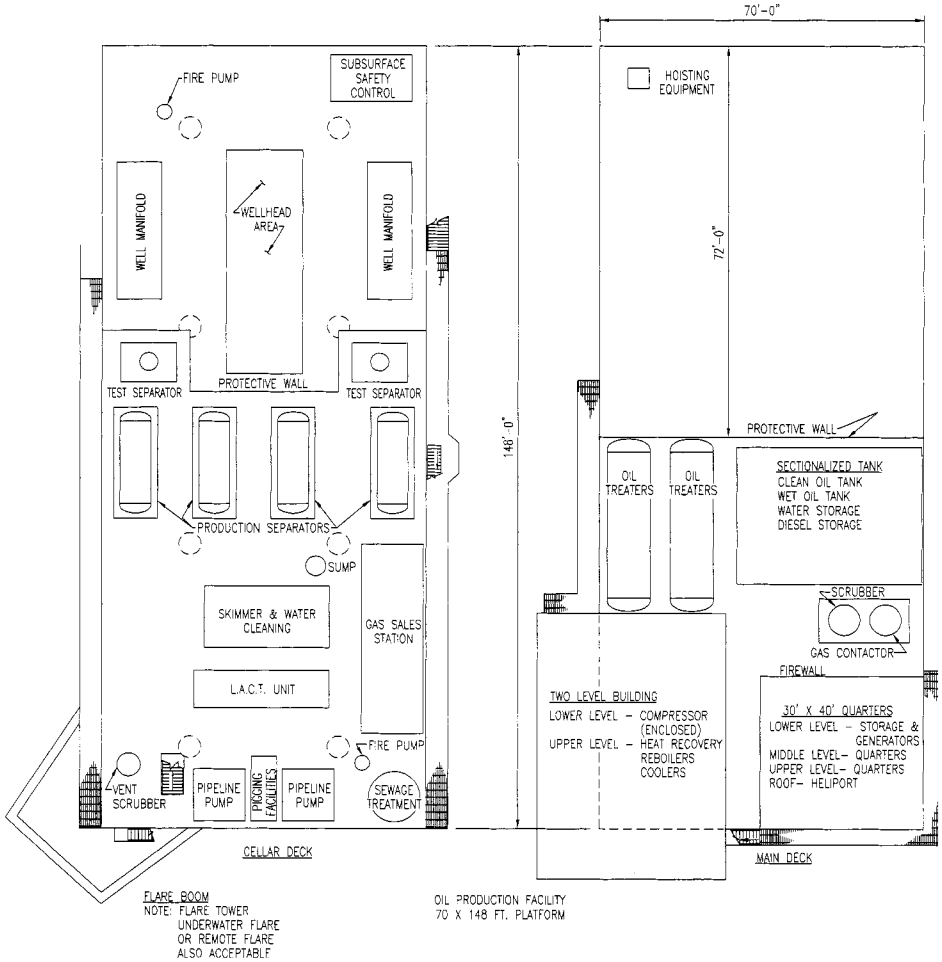 70'-0"
SUBSURFACE
SAFETY
CONTROL
FIRE PUMP
WELL MANIFOLD
WELLHEAD
AREA
WELL MANIFOLD
TEST SEPARATOR
PROTECTIVE WALL
TEST SEPARATOR
PRODUCTION SEPARATORS
SUMP
SKIMMER & WATER
CLEANING
GAS SALES
STATION
L.A.C.T. UNIT
FIRE PUMP
VENT
SCRUBBER
PIPELINE
PUMP
PIGGING
FACILITIES
PIPELINE
PUMP
SEWAGE
TREATMENT
CELLAR DECK
FLARE BOOM
NOTE: FLARE TOWER
UNDERWATER FLARE
OR REMOTE FLARE
ALSO ACCEPTABLE
148'-0"
HOISTING
EQUIPMENT
72'-0"
PROTECTIVE WALL
OIL
TREATERS
OIL
TREATERS
SECTIONALIZED TANK
CLEAN OIL TANK
WET OIL TANK
WATER STORAGE
DIESEL STORAGE
SCRUBBER
GAS CONTACTOR
FIREWALL
TWO LEVEL BUILDING
LOWER LEVEL - COMPRESSOR
(ENCLOSED)
UPPER LEVEL - HEAT RECOVERY
REBOILERS
COOLERS
30' X 40' QUARTERS
LOWER LEVEL - STORAGE &
GENERATORS
MIDDLE LEVEL- QUARTERS
UPPER LEVEL- QUARTERS
ROOF- HELIPORT
MAIN DECK
OIL PRODUCTION FACILITY
70 X 148 FT. PLATFORM